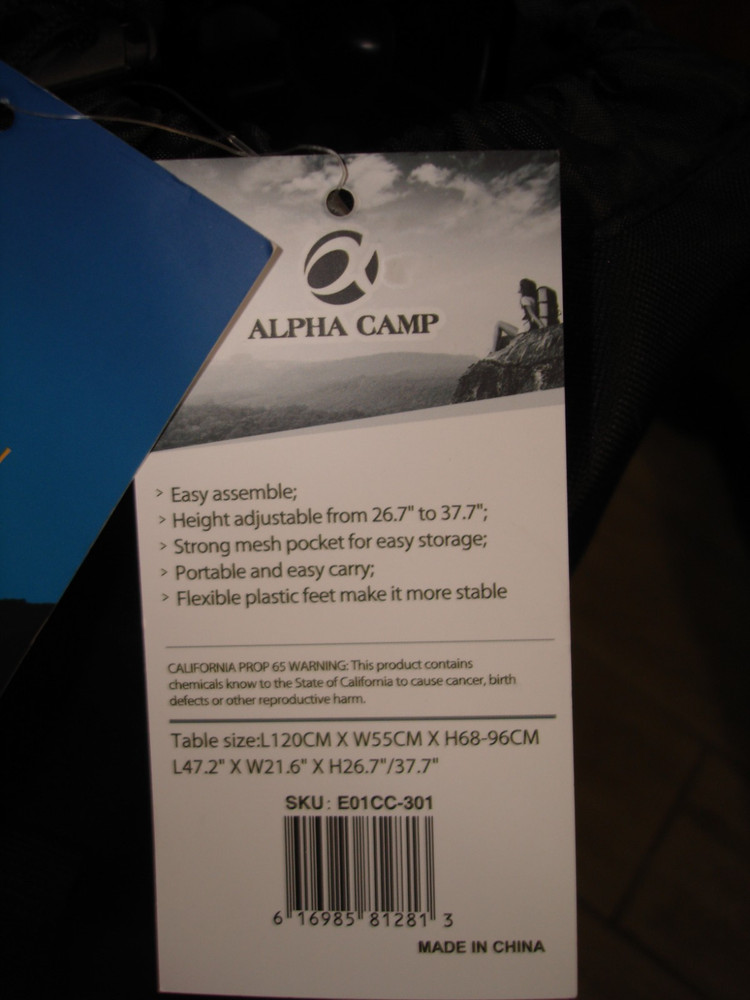 ALPHA CAMP
> Easy assemble;
> Height adjustable from 26.7" to 37.7";
> Strong mesh pocket for easy storage;
> Portable and easy carry;
> Flexible plastic feet make it more stable
CALIFORNIA PROP 65 WARNING: This product contains
chemicals know to the State of California to cause cancer, birth
defects or other reproductive harm.
Table size:L120CM X W55CM X H68-96CM
L47.2" X W21.6" X H26.7"/37.7"
SKU: E01CC-301
6 16985 81281 3
MADE IN CHINA